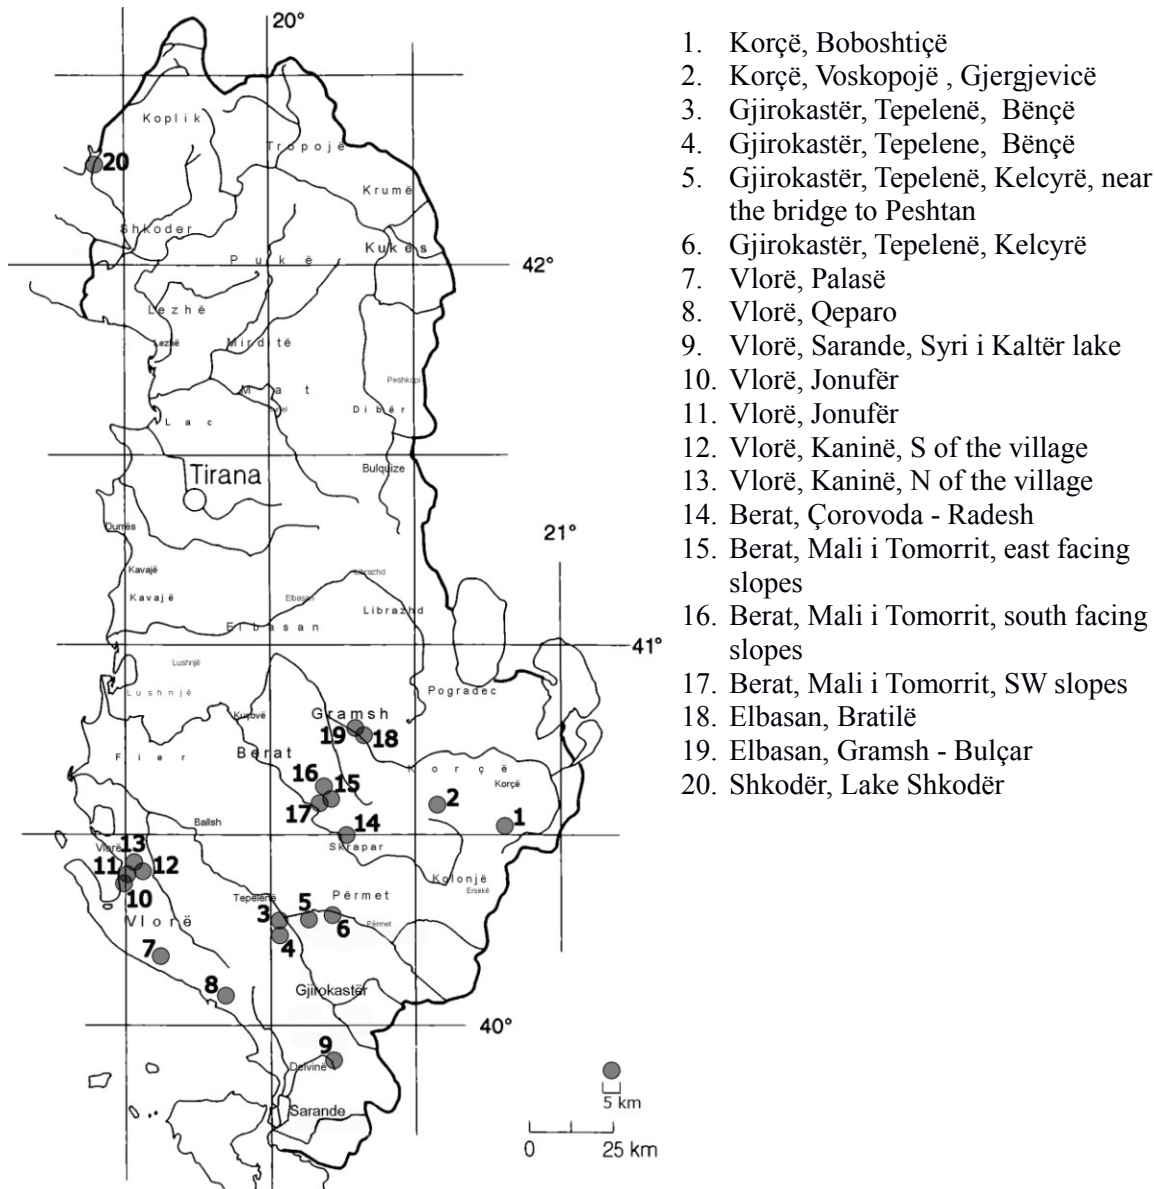 20°
Koplik
20
Tropojë
Krumë
Shkoder
Kukës
Pukë
42°
Lezhë
Lezhë
Mirditë
Peshkopi
Mat
Dibër
Lac
Tirana
Bulquize
Durrës
21°
Kavajë
Librazhd
Kavajë
Elbasan
Librazhd
Elbasan
41°
Lushnjë
Lushnjë
Pogradec
Kuçovë
Gramsh
19 18
Berat
Fier
Korçë
16
15
Korçë
17
2
1
Ballsh
14
Skrapar
Vlorë
13
11 12
10
Kolonjë
Ersekë
Tepelenë
Përmet
3 5
6
Përmet
Vlorë
4
7
8
Gjirokastër
40°
9
Delvinë
Sarande
5 km
0 25 km
1. Korçë, Boboshtiçë
2. Korçë, Voskopojë , Gjergjevicë
3. Gjirokastër, Tepelenë, Bënçë
4. Gjirokastër, Tepelene, Bënçë
5. Gjirokastër, Tepelenë, Kelcyrë, near
the bridge to Peshtan
6. Gjirokastër, Tepelenë, Kelcyrë
7. Vlorë, Palasë
8. Vlorë, Qeparo
9. Vlorë, Sarande, Syri i Kaltër lake
10. Vlorë, Jonufër
11. Vlorë, Jonufër
12. Vlorë, Kaninë, S of the village
13. Vlorë, Kaninë, N of the village
14. Berat, Çorovoda - Radesh
15. Berat, Mali i Tomorrit, east facing
slopes
16. Berat, Mali i Tomorrit, south facing
slopes
17. Berat, Mali i Tomorrit, SW slopes
18. Elbasan, Bratilë
19. Elbasan, Gramsh - Bulçar
20. Shkodër, Lake Shkodër